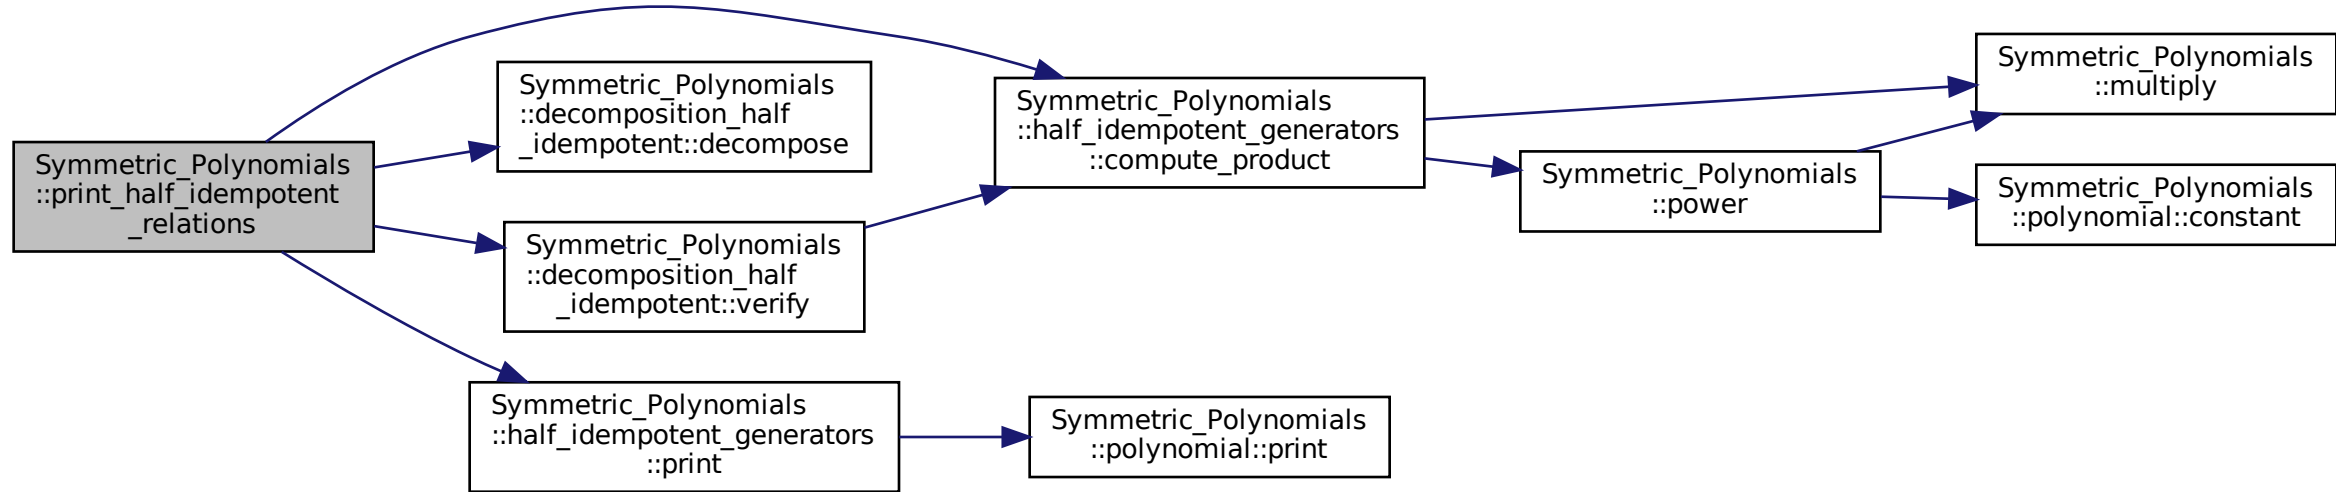 Symmetric_Polynomials
::print_half_idempotent
_relations
Symmetric_Polynomials
::decomposition_half
_idempotent::decompose
Symmetric_Polynomials
::decomposition_half
_idempotent::verify
Symmetric_Polynomials
::half_idempotent_generators
::print
Symmetric_Polynomials
::half_idempotent_generators
::compute_product
Symmetric_Polynomials
::polynomial::print
Symmetric_Polynomials
::power
Symmetric_Polynomials
::multiply
Symmetric_Polynomials
::polynomial::constant